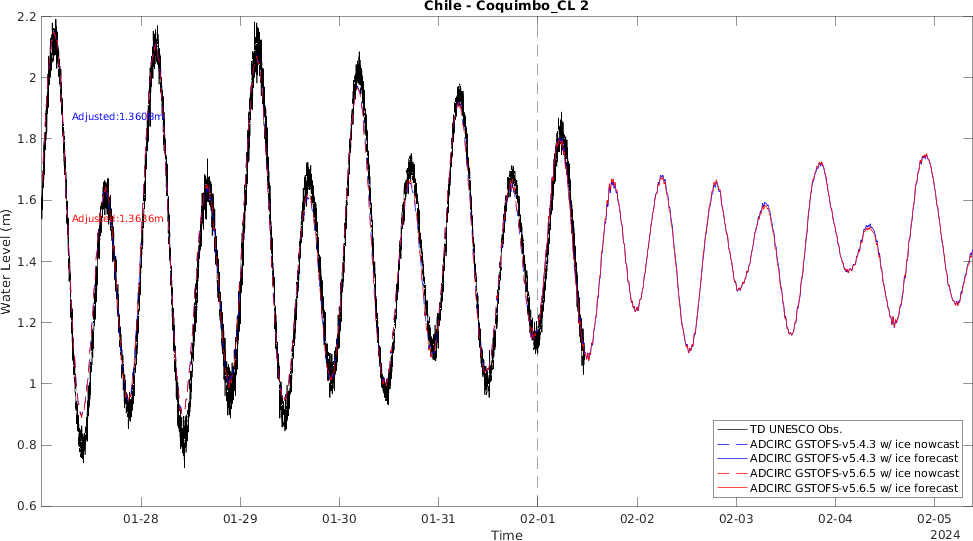 Chile - Coquimbo_CL 2
2.2
2
1.8
1.6
1.4
1.2
1
0.8
0.6
Water Level (m)
Adjusted:1.3603m
Adjusted:1.3636m
TD UNESCO Obs.
ADCIRC GSTOFS-v5.4.3 w/ ice nowcast
ADCIRC GSTOFS-v5.4.3 w/ ice forecast
ADCIRC GSTOFS-v5.6.5 w/ ice nowcast
ADCIRC GSTOFS-v5.6.5 w/ ice forecast
01-28 01-29 01-30 01-31 02-01 02-02 02-03 02-04 02-05
Time
2024